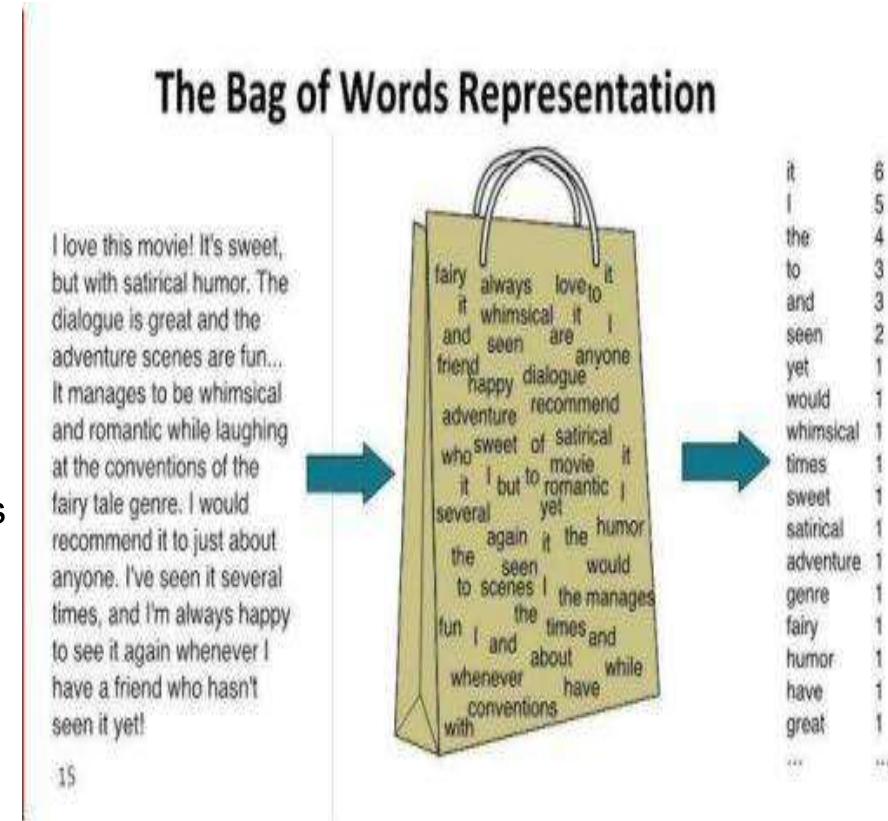 The Bag of Words Representation
I love this movie! It's sweet,
but with satirical humor. The
dialogue is great and the
adventure scenes are fun...
It manages to be whimsical
and romantic while laughing
at the conventions of the
fairy tale genre. I would
recommend it to just about
anyone. I've seen it several
times, and I'm always happy
to see it again whenever I
have a friend who hasn't
seen it yet!
15
s
fairy always love to it
it whimsical it I
and seen are
friend anyone
happy dialogue
adventure recommend
who sweet of satirical
it I but to movie it
romantic I
several yet
again it the humor
the seen would
to scenes I the manages
fun I and the times and
about
whenever have while
conventions
with
it 6
I 5
the 4
to 3
and 3
seen 2
yet 1
would 1
whimsical 1
times 1
sweet 1
satirical 1
adventure 1
genre 1
fairy 1
humor 1
have 1
great 1
... ...